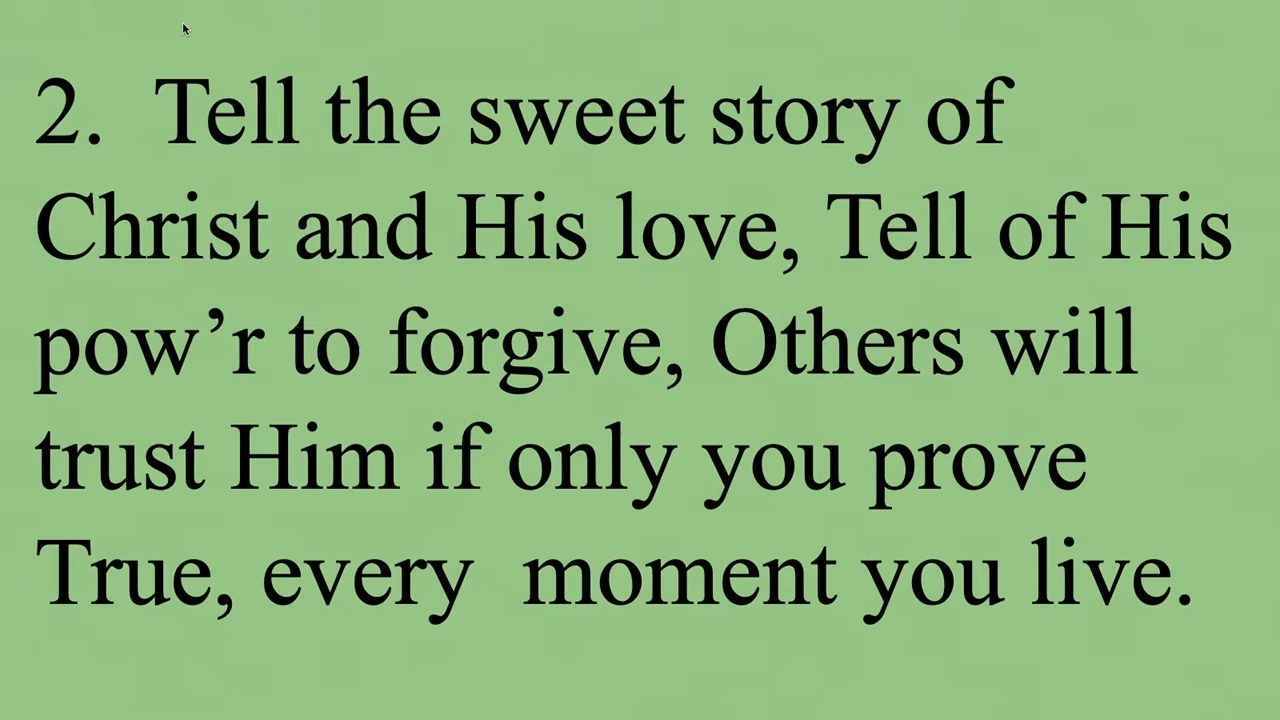 2.  Tell the sweet story of
Christ and His love, Tell of His
pow’r to forgive, Others will
trust Him if only you prove
True, every  moment you live.